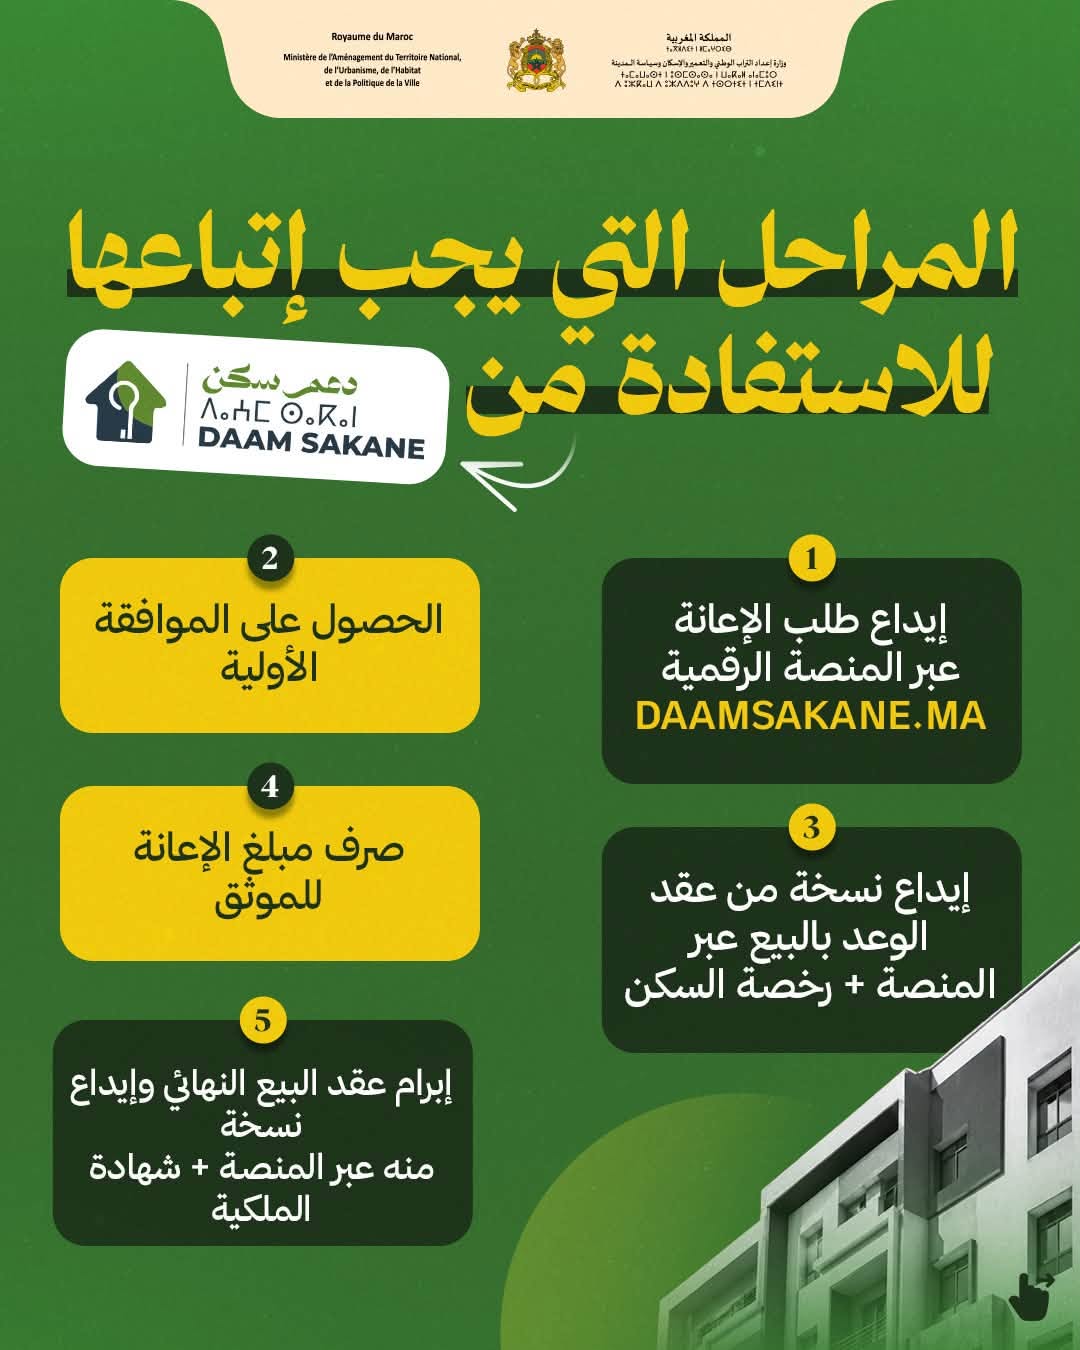 Royaume du Maroc
Ministère de l'Aménagement du Territoire National,
de l'Urbanisme, de l'Habitat
et de la Politique de la Ville
المملكة المغربية
ⵜⴰⴳⵍⴷⵉⵜ ⵏ ⵍⵎⵖⵔⵉⴱ
وزارة إعداد التراب الوطني والتعمير والإسكان وسياسة المدينة
المراحل التي يجب إتباعها
للاستفادة من
دعم سكن
ⴷⴰⵄⵎ ⵙⴰⴽⴰⵏ
DAAM SAKANE
1
إيداع طلب الإعانة
عبر المنصة الرقمية
DAAMSAKANE.MA
2
الحصول على الموافقة
الأولية
3
إيداع نسخة من عقد
الوعد بالبيع عبر
المنصة + رخصة السكن
4
صرف مبلغ الإعانة
للموثق
5
إبرام عقد البيع النهائي وإيداع
نسخة
منه عبر المنصة + شهادة
الملكية